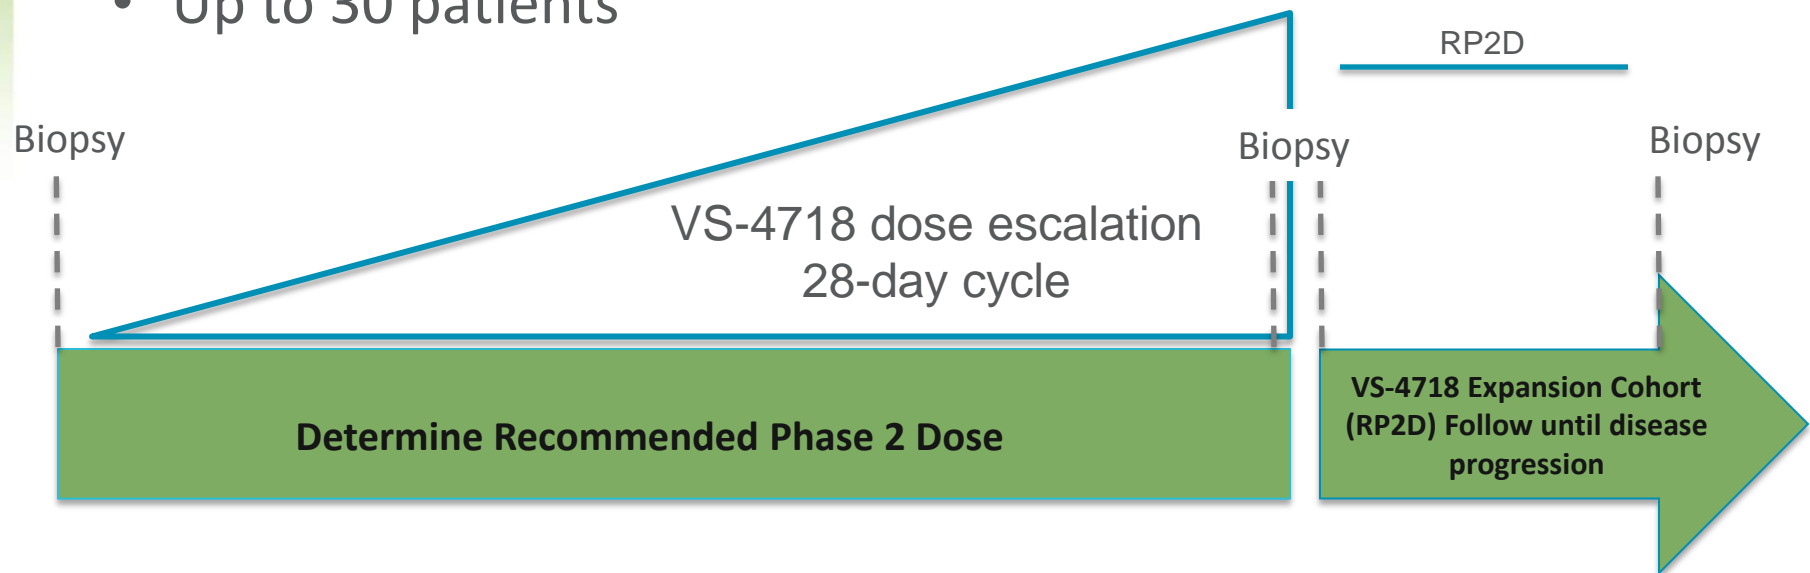 • Up to 30 patients
RP2D
Biopsy
Biopsy
Biopsy
VS-4718 dose escalation
28-day cycle
Determine Recommended Phase 2 Dose
VS-4718 Expansion Cohort
(RP2D) Follow until disease
progression